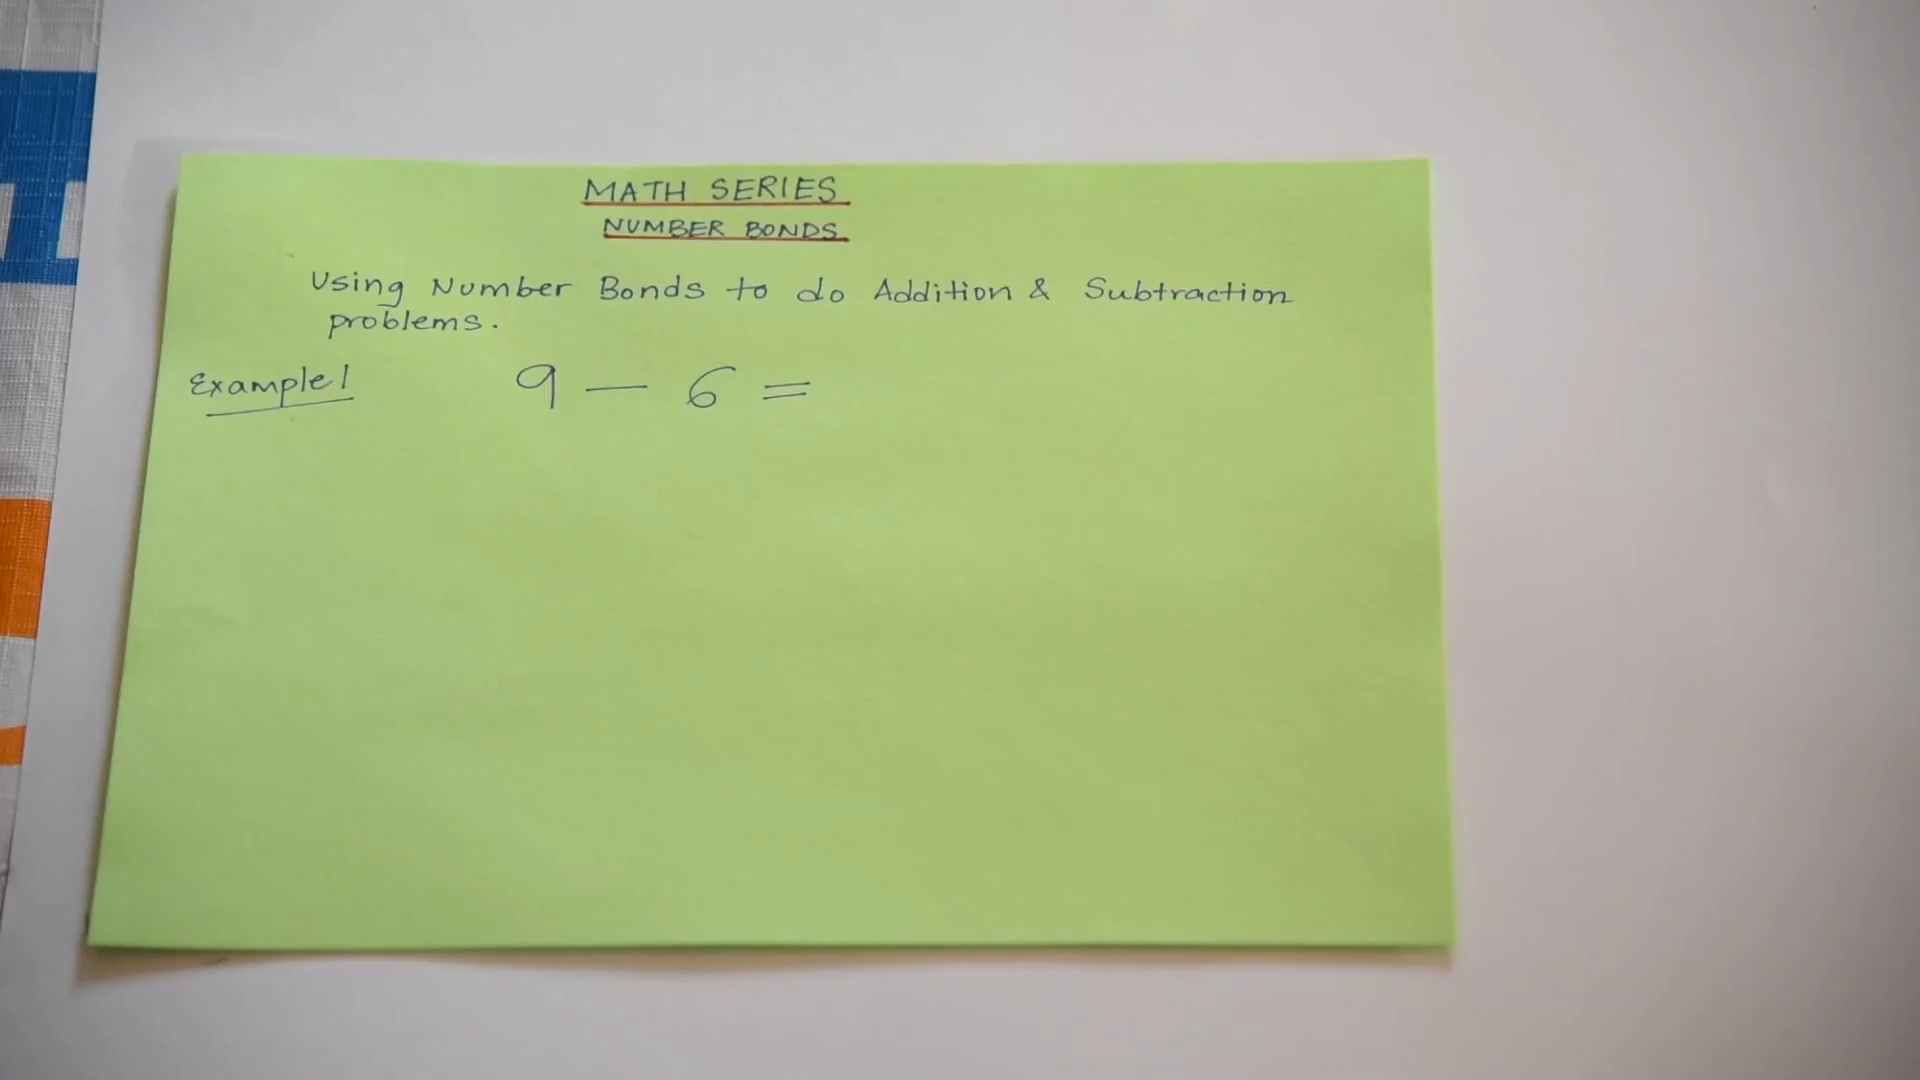 MATH SERIES
NUMBER BONDS
Using Number Bonds to do Addition & Subtraction
problems.
Example 1 9 — 6 =